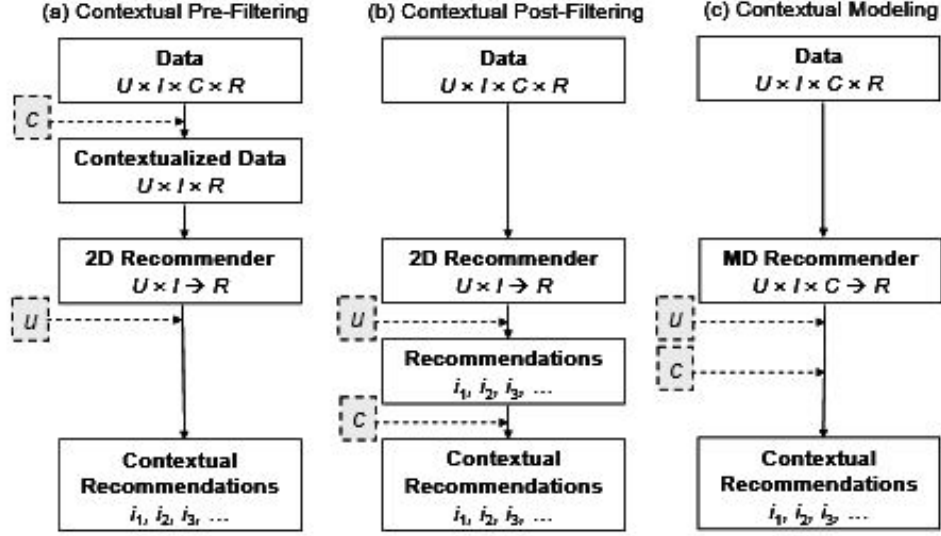 (a) Contextual Pre-Filtering
Data
U × I × C × R
c
Contextualized Data
U × I × R
2D Recommender
U × I → R
u
Contextual
Recommendations
i₁, i₂, i₃, …
(b) Contextual Post-Filtering
Data
U × I × C × R
2D Recommender
U × I → R
u
Recommendations
i₁, i₂, i₃, …
c
Contextual
Recommendations
i₁, i₂, i₃, …
(c) Contextual Modeling
Data
U × I × C × R
MD Recommender
U × I × C → R
u
c
Contextual
Recommendations
i₁, i₂, i₃, …